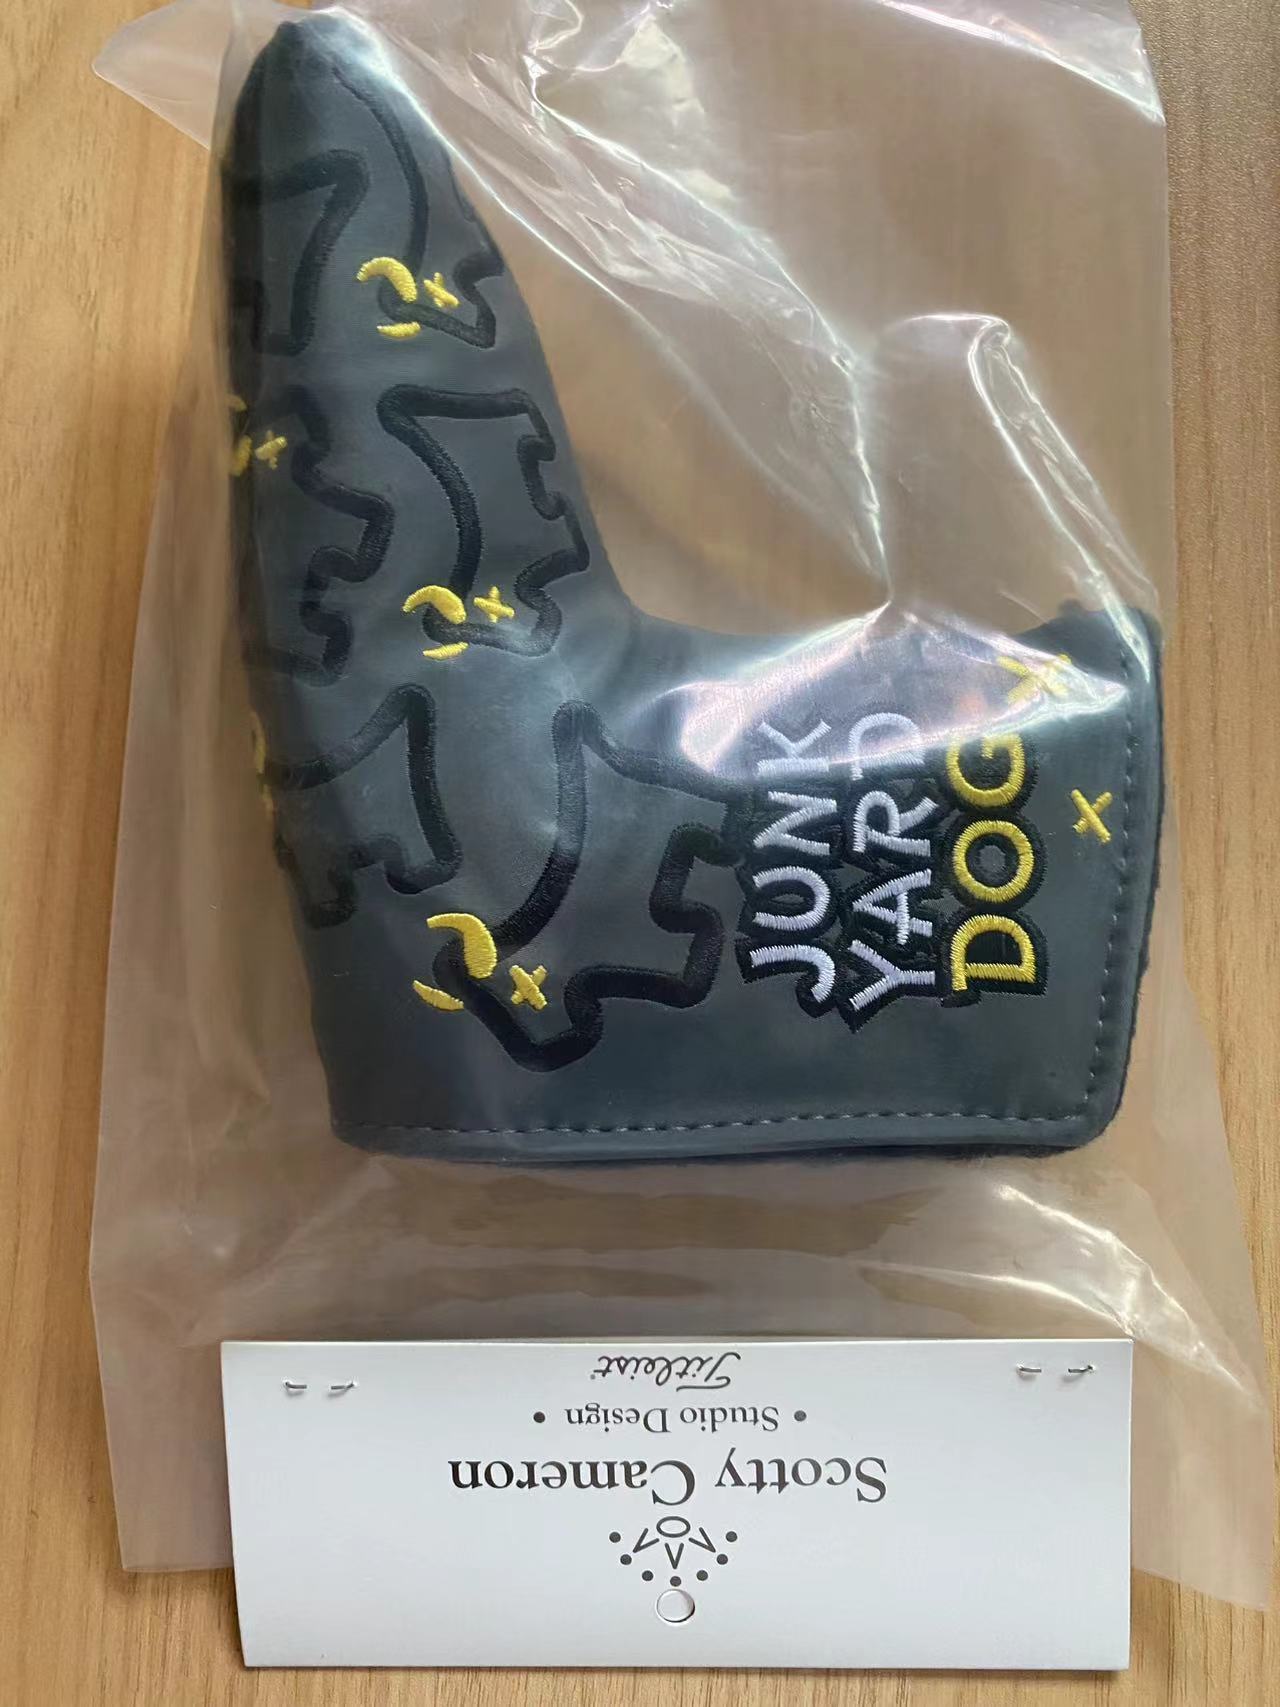 JUNK
YARD
DOG
Scotty Cameron
• Studio Design •
Titleist